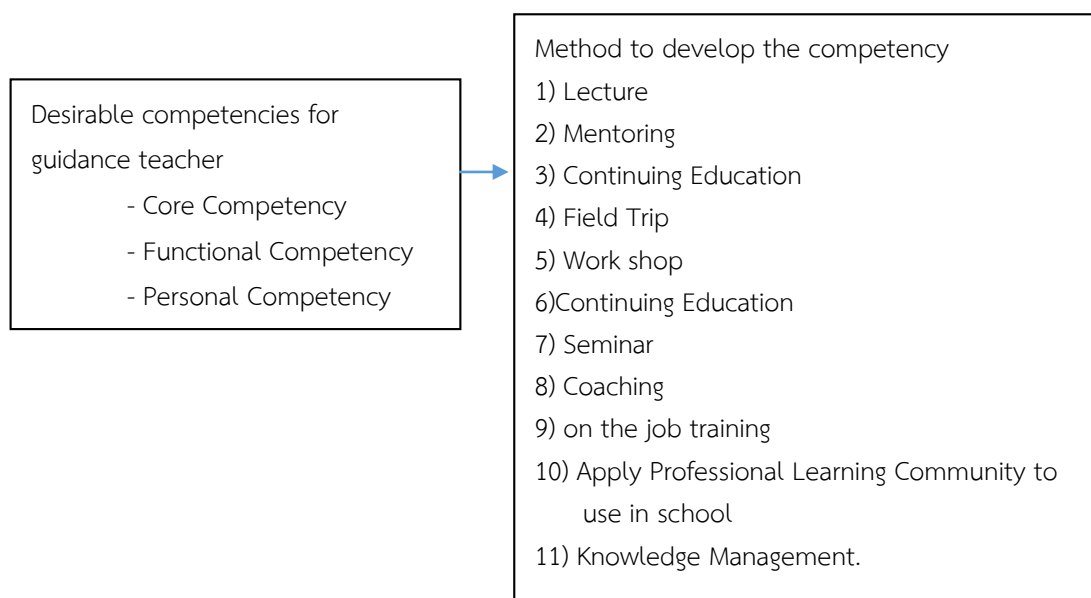 Desirable competencies for
guidance teacher
- Core Competency
- Functional Competency
- Personal Competency
Method to develop the competency
1) Lecture
2) Mentoring
3) Continuing Education
4) Field Trip
5) Work shop
6)Continuing Education
7) Seminar
8) Coaching
9) on the job training
10) Apply Professional Learning Community to
use in school
11) Knowledge Management.